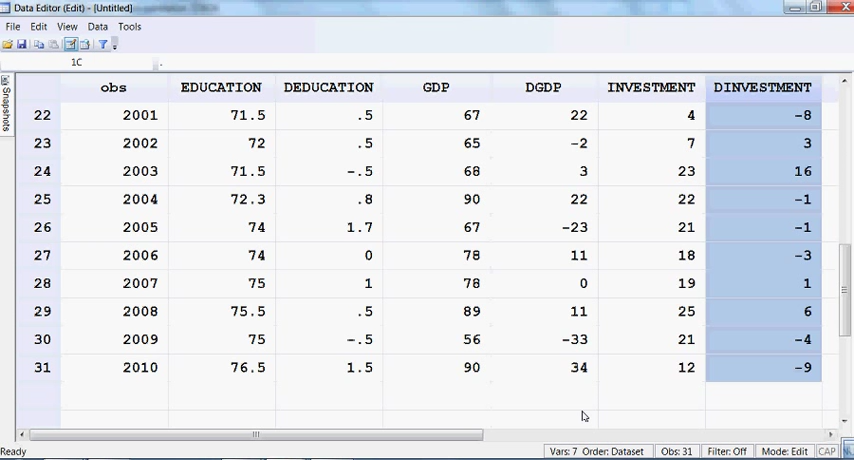 Data Editor (Edit) - [Untitled]
File Edit View Data Tools
1C .
Snapshots
obs EDUCATION DEDUCATION GDP DGDP INVESTMENT DINVESTMENT
22 2001 71.5 .5 67 22 4 -8
23 2002 72 .5 65 -2 7 3
24 2003 71.5 -.5 68 3 23 16
25 2004 72.3 .8 90 22 22 -1
26 2005 74 1.7 67 -23 21 -1
27 2006 74 0 78 11 18 -3
28 2007 75 1 78 0 19 1
29 2008 75.5 .5 89 11 25 6
30 2009 75 -.5 56 -33 21 -4
31 2010 76.5 1.5 90 34 12 -9
Ready Vars: 7 Order: Dataset Obs: 31 Filter: Off Mode: Edit CAP